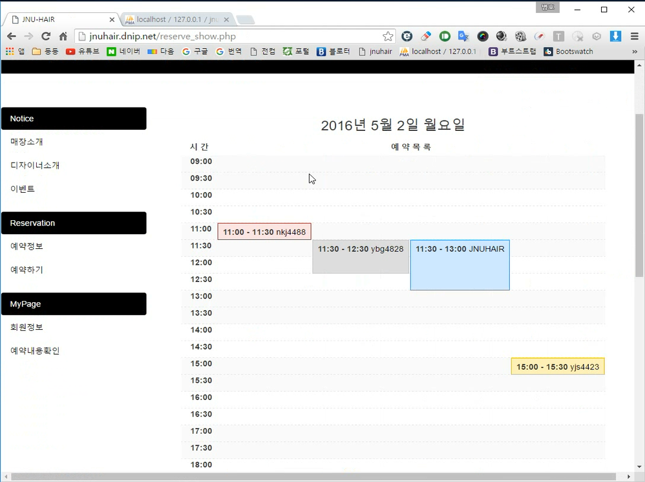 JNU-HAIR
localhost / 127.0.0.1 / jn
jnuhair.dnip.net/reserve_show.php
앱 둥둥 유튜브 네이버 다음 구글 번역 전컴 포털 블로터 jnuhair localhost / 127.0.0.1 부트스트랩 Bootswatch »
Notice
매장소개
디자이너소개
이벤트
Reservation
예약정보
예약하기
MyPage
회원정보
예약내용확인
2016년 5월 2일 월요일
시 간 예 약 목 록
09:00
09:30
10:00
10:30
11:00 11:00 - 11:30 nkj4488
11:30 11:30 - 12:30 ybg4828 11:30 - 13:00 JNUHAIR
12:00
12:30
13:00
13:30
14:00
14:30
15:00 15:00 - 15:30 yjs4423
15:30
16:00
16:30
17:00
17:30
18:00